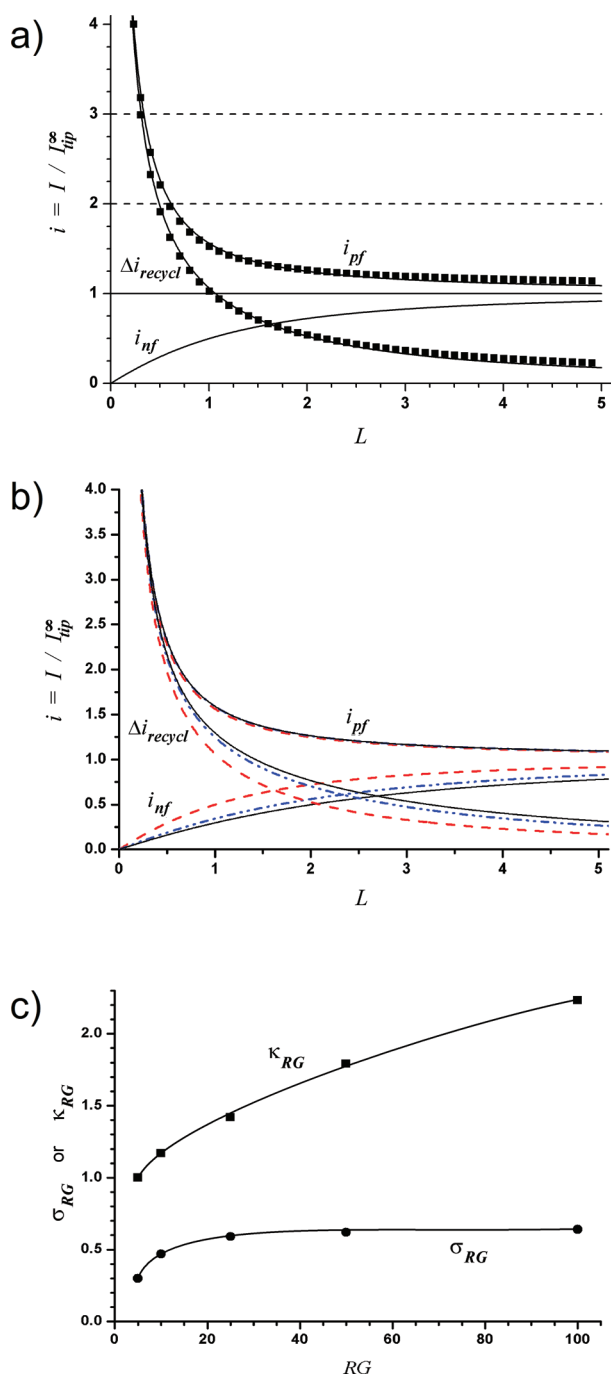 a)
4
3
2
1
0
i = I / I∞tip
ipf
Δirecycl
inf
0 1 2 3 4 5
L
b)
4.0
3.5
3.0
2.5
2.0
1.5
1.0
0.5
0.0
i = I / I∞tip
ipf
Δirecycl
inf
0 1 2 3 4 5
L
c)
2.0
1.5
1.0
0.5
0.0
σRG or κRG
κRG
σRG
0 20 40 60 80 100
RG